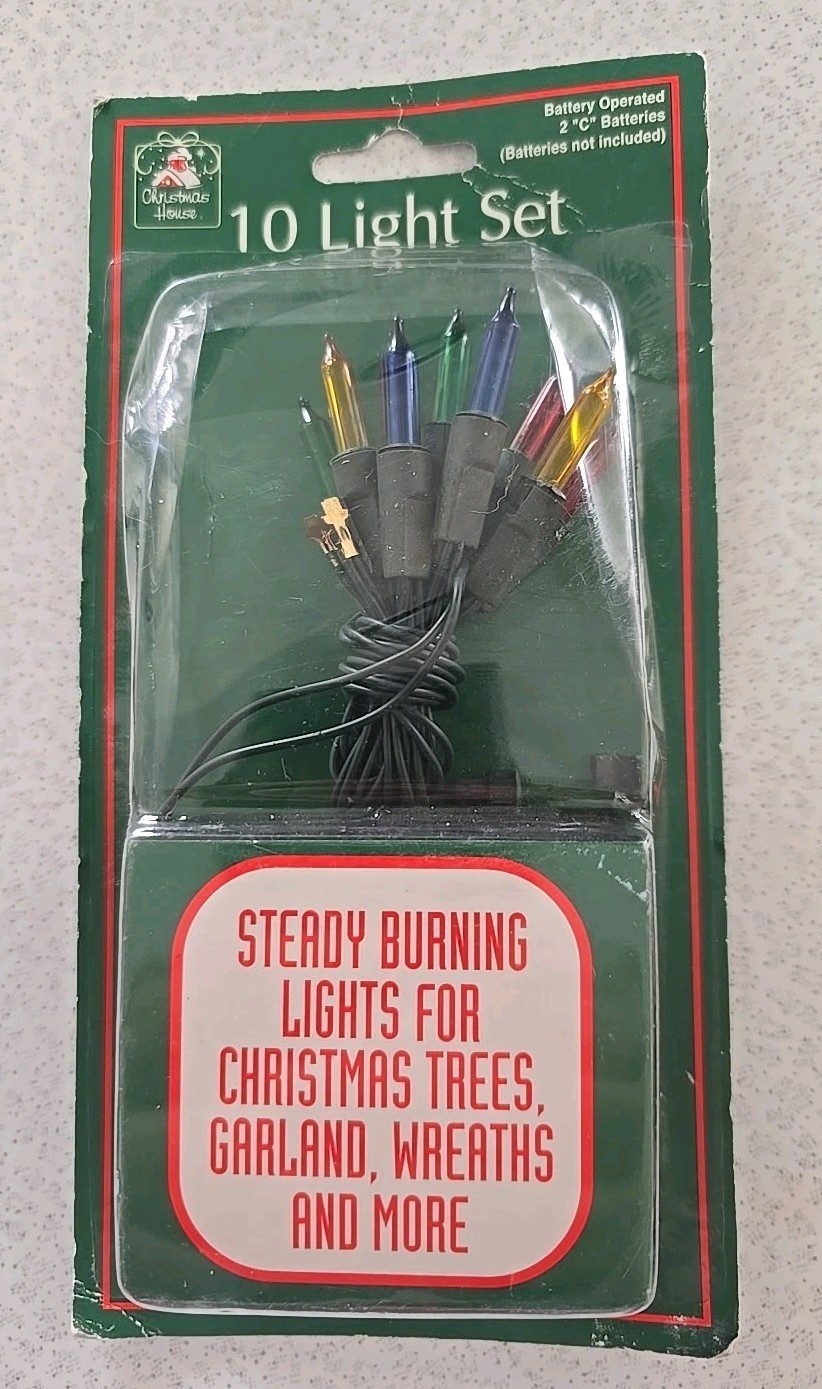 Battery Operated
2 "C" Batteries
(Batteries not included)
Christmas
House
10 Light Set
STEADY BURNING
LIGHTS FOR
CHRISTMAS TREES,
GARLAND, WREATHS
AND MORE